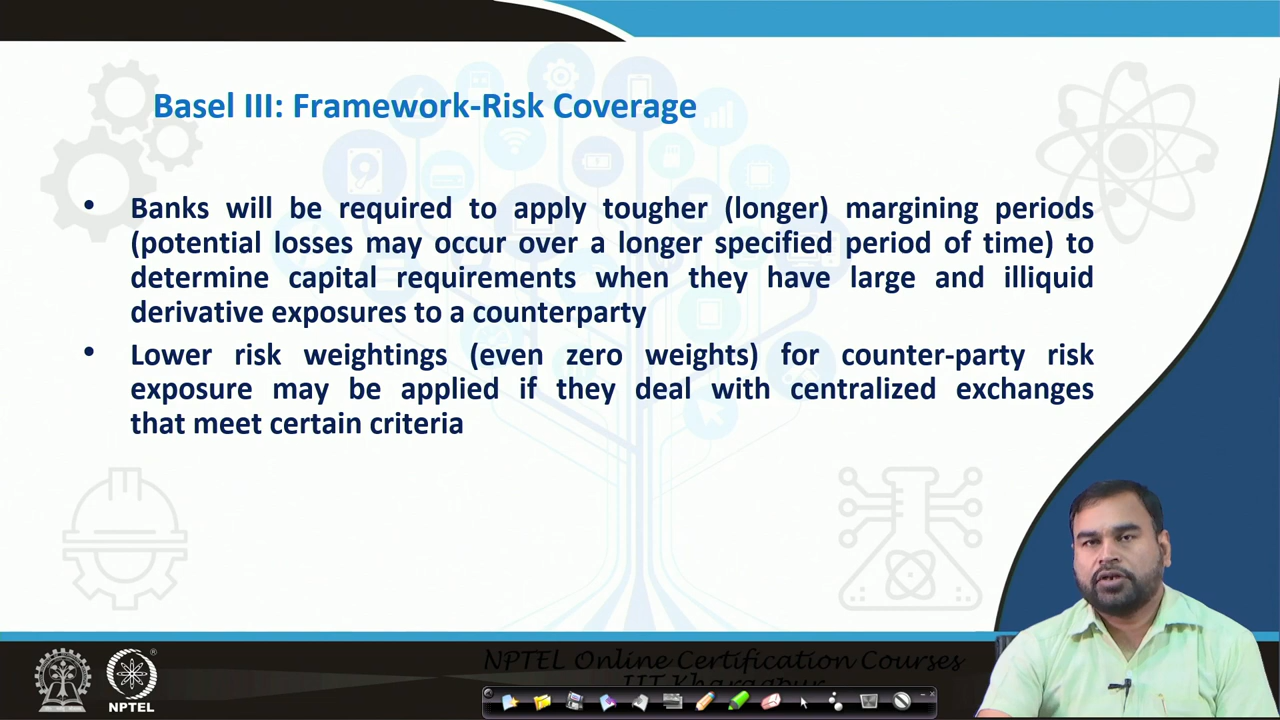 Basel III: Framework-Risk Coverage
• Banks will be required to apply tougher (longer) margining periods
(potential losses may occur over a longer specified period of time) to
determine capital requirements when they have large and illiquid
derivative exposures to a counterparty
• Lower risk weightings (even zero weights) for counter-party risk
exposure may be applied if they deal with centralized exchanges
that meet certain criteria
NPTEL Online Certification Courses
IIT Kharagpur
NPTEL